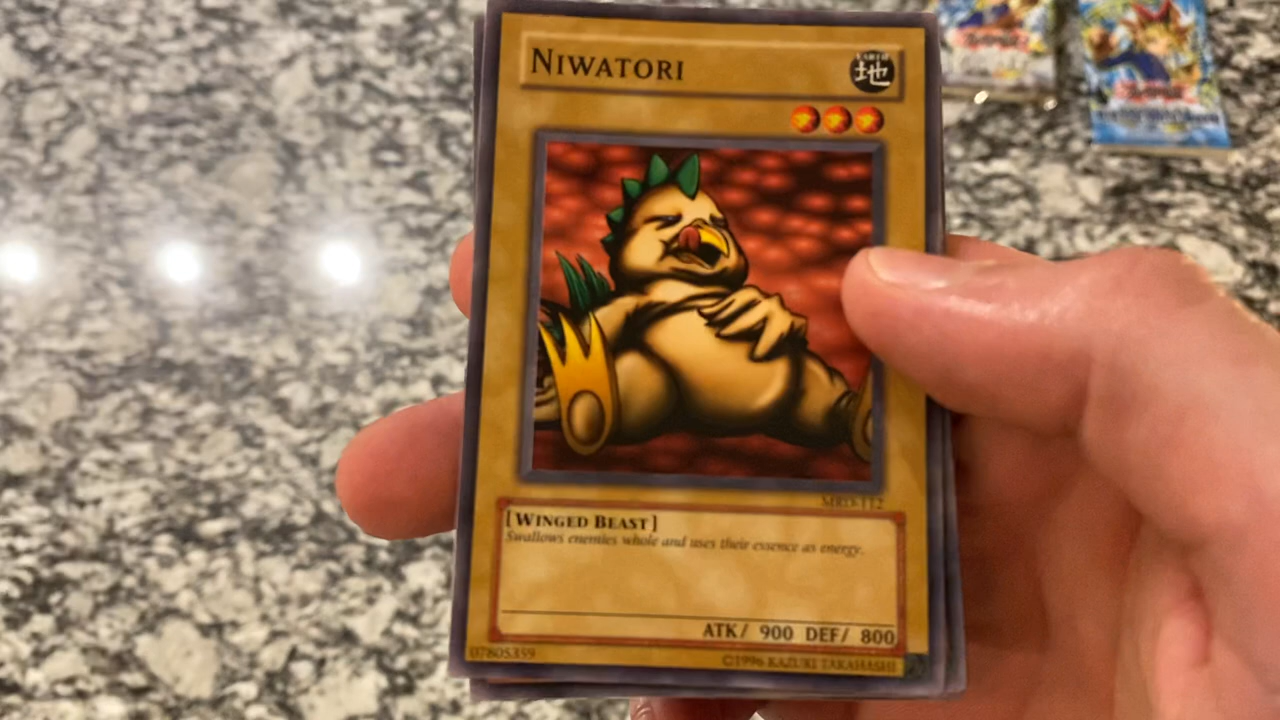 NIWATORI
EARTH
地
MRD-112
[WINGED BEAST]
Swallows enemies whole and uses their essence as energy.
ATK/ 900 DEF/ 800
07805359
©1996 KAZUKI TAKAHASHI